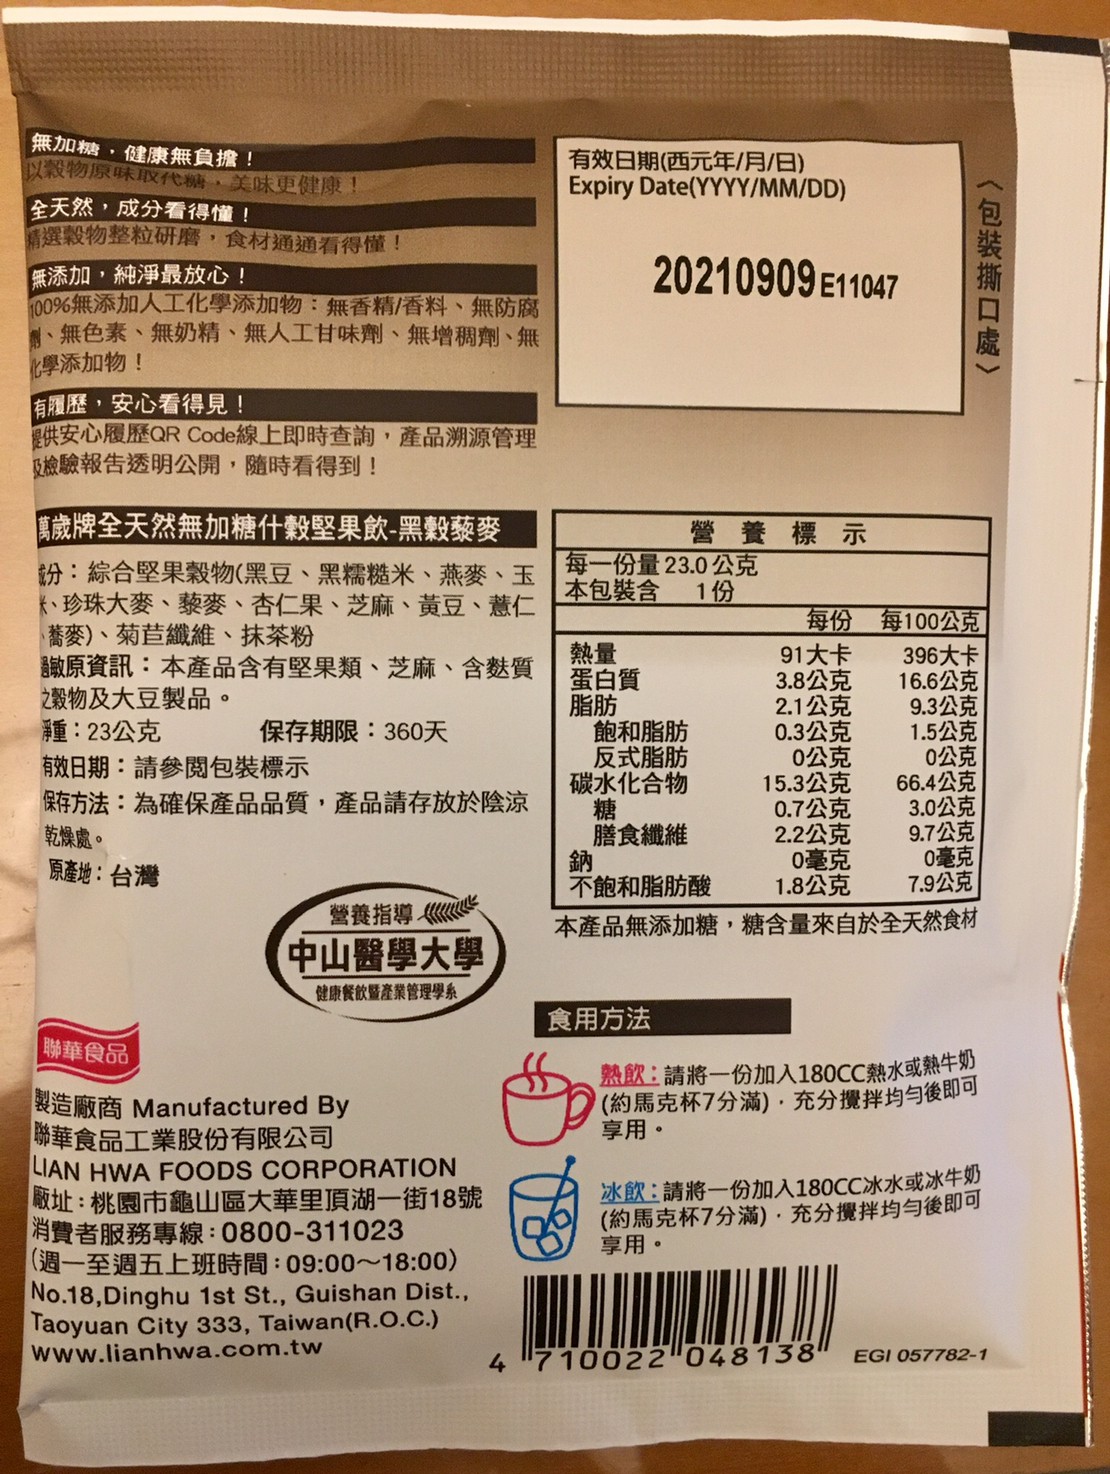 無加糖，健康無負擔！
以穀物原味取代糖，美味更健康！
全天然，成分看得懂！
精選穀物整粒研磨，食材通通看得懂！
無添加，純淨最放心！
100%無添加人工化學添加物：無香精/香料、無防腐
劑、無色素、無奶精、無人工甘味劑、無增稠劑、無
化學添加物！
有履歷，安心看得見！
提供安心履歷QR Code線上即時查詢，產品溯源管理
及檢驗報告透明公開，隨時看得到！
有效日期(西元年/月/日)
Expiry Date(YYYY/MM/DD)
20210909 E11047
〈包裝撕口處〉
萬歲牌全天然無加糖什穀堅果飲-黑穀藜麥
成分：綜合堅果穀物(黑豆、黑糯糙米、燕麥、玉
米、珍珠大麥、藜麥、杏仁果、芝麻、黃豆、薏仁
、蕎麥)、菊苣纖維、抹茶粉
過敏原資訊：本產品含有堅果類、芝麻、含麩質
之穀物及大豆製品。
淨重：23公克 保存期限：360天
有效日期：請參閱包裝標示
保存方法：為確保產品品質，產品請存放於陰涼
乾燥處。
原產地：台灣
營養標示
每一份量 23.0 公克
本包裝含 1份
每份 每100公克
熱量 91大卡 396大卡
蛋白質 3.8公克 16.6公克
脂肪 2.1公克 9.3公克
飽和脂肪 0.3公克 1.5公克
反式脂肪 0公克 0公克
碳水化合物 15.3公克 66.4公克
糖 0.7公克 3.0公克
膳食纖維 2.2公克 9.7公克
鈉 0毫克 0毫克
不飽和脂肪酸 1.8公克 7.9公克
本產品無添加糖，糖含量來自於全天然食材
營養指導
中山醫學大學
健康餐飲暨產業管理學系
食用方法
熱飲：請將一份加入180CC熱水或熱牛奶
(約馬克杯7分滿)，充分攪拌均勻後即可
享用。
冰飲：請將一份加入180CC冰水或冰牛奶
(約馬克杯7分滿)，充分攪拌均勻後即可
享用。
聯華食品
製造廠商 Manufactured By
聯華食品工業股份有限公司
LIAN HWA FOODS CORPORATION
廠址：桃園市龜山區大華里頂湖一街18號
消費者服務專線：0800-311023
(週一至週五上班時間：09:00～18:00)
No.18,Dinghu 1st St., Guishan Dist.,
Taoyuan City 333, Taiwan(R.O.C.)
www.lianhwa.com.tw
4 710022 048138
EGI 057782-1